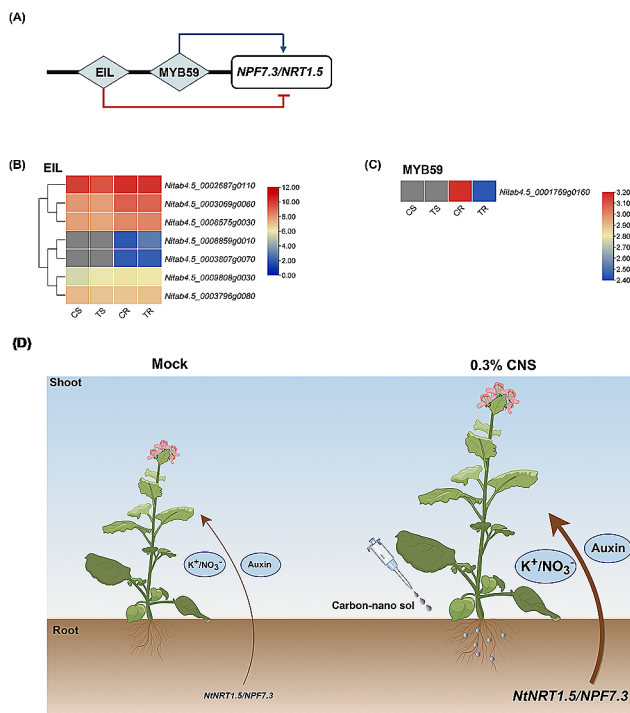 (A)
EIL
MYB59
NPF7.3/NRT1.5
(B)
EIL
Nitab4.5_0002687g0110
Nitab4.5_0003069g0060
Nitab4.5_0008575g0030
Nitab4.5_0006859g0010
Nitab4.5_0003807g0070
Nitab4.5_0009808g0030
Nitab4.5_0003796g0080
CS TS CR TR
12.00
10.00
8.00
6.00
4.00
2.00
0.00
(C)
MYB59
Nitab4.5_0001769g0160
CS TS CR TR
3.20
3.10
3.00
2.90
2.80
2.70
2.60
2.50
2.40
(D)
Mock
0.3% CNS
Shoot
K+/NO3-
Auxin
Root
NtNRT1.5/NPF7.3
Carbon-nano sol
K+/NO3-
Auxin
NtNRT1.5/NPF7.3